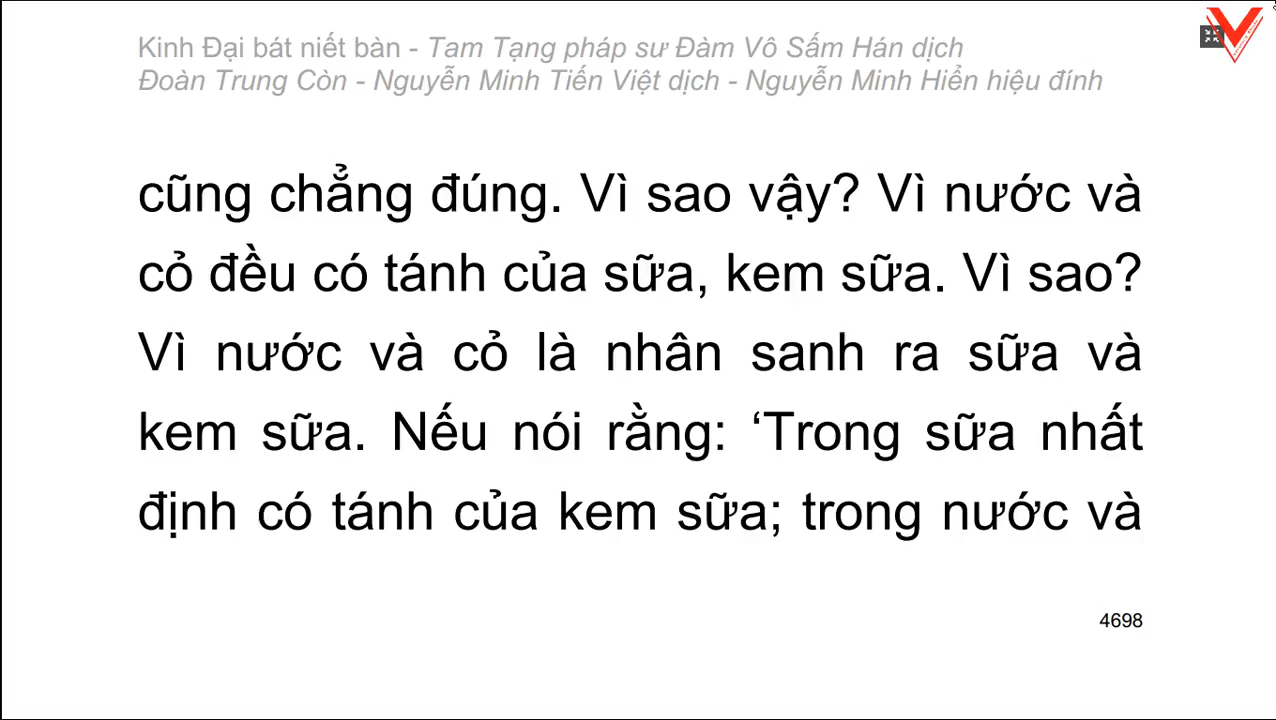 Kinh Đại bát niết bàn - Tam Tạng pháp sư Đàm Vô Sấm Hán dịch
Đoàn Trung Còn - Nguyễn Minh Tiến Việt dịch - Nguyễn Minh Hiển hiệu đính
cũng chẳng đúng. Vì sao vậy? Vì nước và
cỏ đều có tánh của sữa, kem sữa. Vì sao?
Vì nước và cỏ là nhân sanh ra sữa và
kem sữa. Nếu nói rằng: ‘Trong sữa nhất
định có tánh của kem sữa; trong nước và
4698